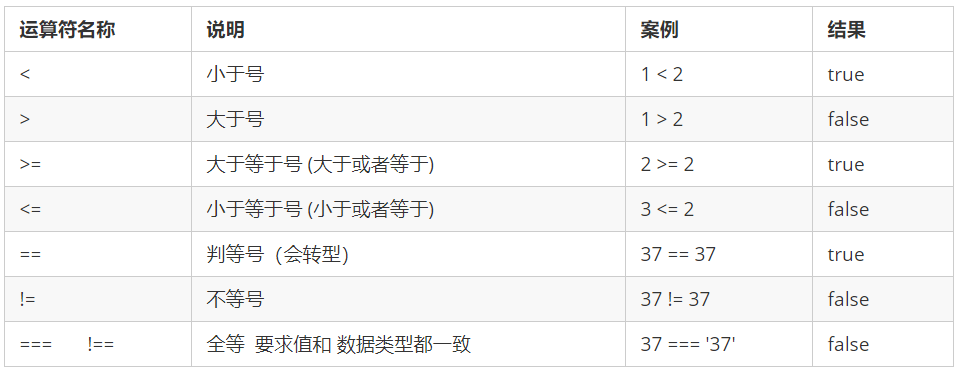 运算符名称 说明 案例 结果
< 小于号 1 < 2 true
> 大于号 1 > 2 false
>= 大于等于号 (大于或者等于) 2 >= 2 true
<= 小于等于号 (小于或者等于) 3 <= 2 false
== 判等号（会转型） 37 == 37 true
!= 不等号 37 != 37 false
=== !== 全等 要求值和 数据类型都一致 37 === '37' false